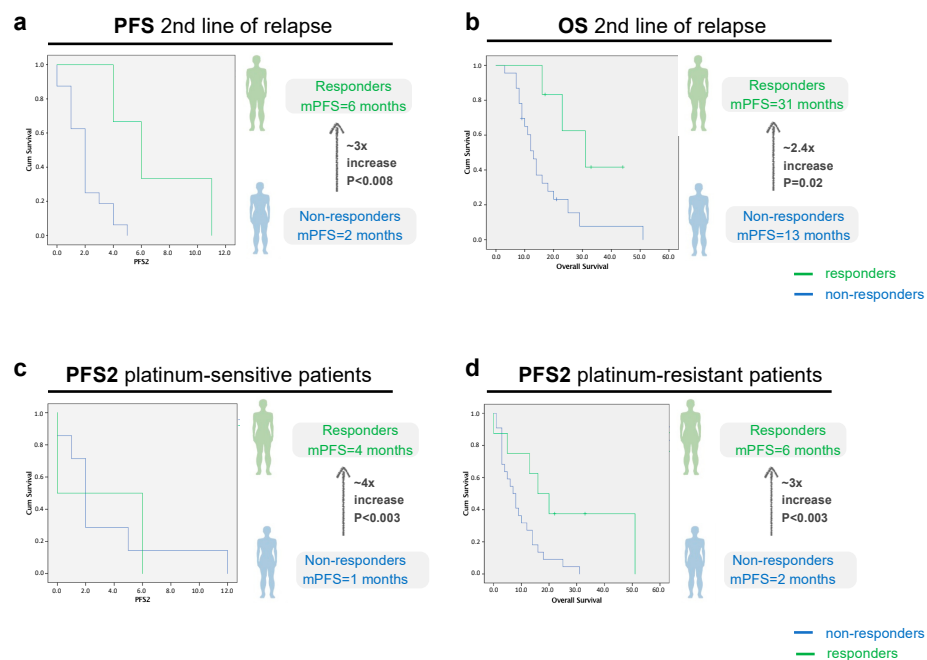 a
PFS 2nd line of relapse
Cum Survival
1.0
0.8
0.6
0.4
0.2
0.0
0.0 2.0 4.0 6.0 8.0 10.0 12.0
PFS2
Responders
mPFS=6 months
~3x
increase
P<0.008
Non-responders
mPFS=2 months
b
OS 2nd line of relapse
Cum Survival
1.0
0.8
0.6
0.4
0.2
0.0
0.0 10.0 20.0 30.0 40.0 50.0 60.0
Overall Survival
Responders
mPFS=31 months
~2.4x
increase
P=0.02
Non-responders
mPFS=13 months
responders
non-responders
c
PFS2 platinum-sensitive patients
Cum Survival
1.0
0.8
0.6
0.4
0.2
0.0
0.0 2.0 4.0 6.0 8.0 10.0 12.0
PFS2
Responders
mPFS=4 months
~4x
increase
P<0.003
Non-responders
mPFS=1 months
d
PFS2 platinum-resistant patients
Cum Survival
1.0
0.8
0.6
0.4
0.2
0.0
0.0 10.0 20.0 30.0 40.0 50.0 60.0
Overall Survival
Responders
mPFS=6 months
~3x
increase
P<0.003
Non-responders
mPFS=2 months
non-responders
responders